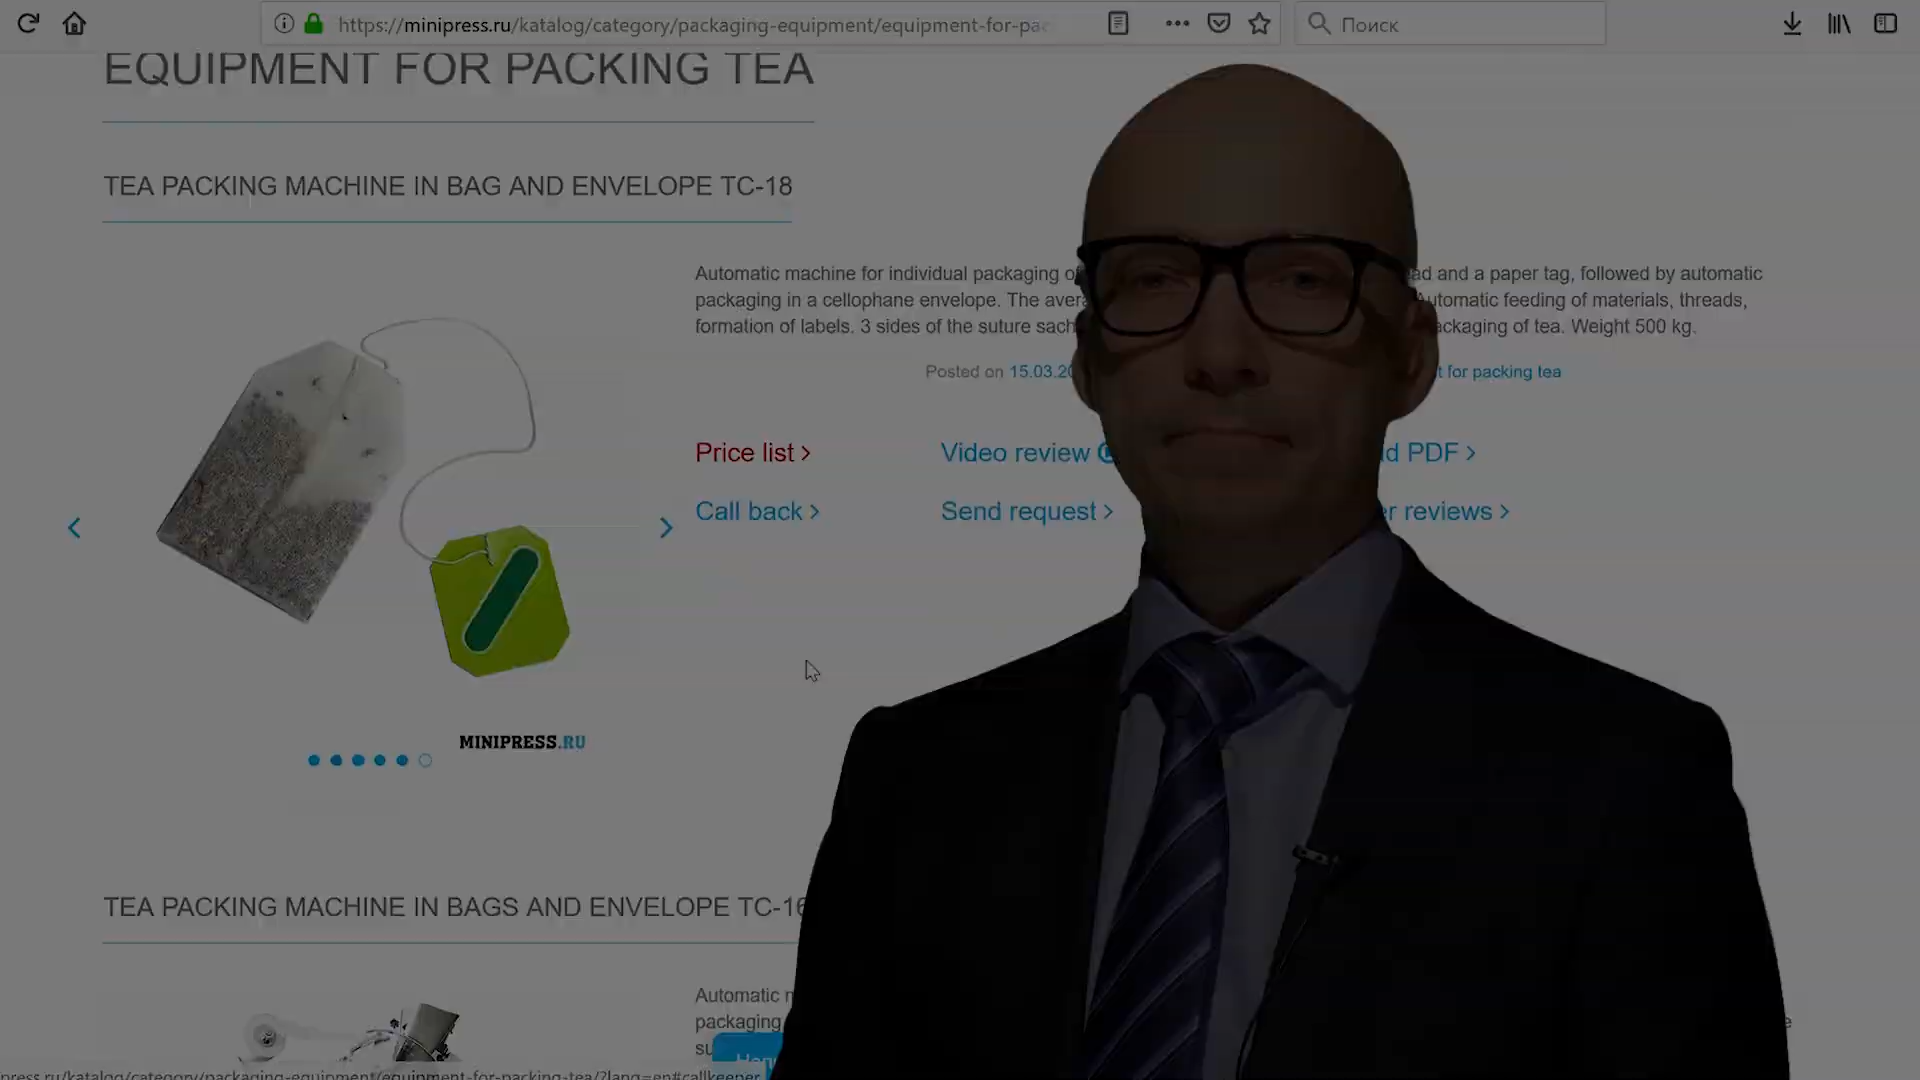 https://minipress.ru/katalog/category/packaging-equipment/equipment-for-pac
Поиск
EQUIPMENT FOR PACKING TEA
TEA PACKING MACHINE IN BAG AND ENVELOPE TC-18
Automatic machine for individual packaging of and a paper tag, followed by automatic
packaging in a cellophane envelope. The Automatic feeding of materials, threads,
formation of labels. 3 sides of the suture packaging of tea. Weight 500 kg.
Posted on 15.03.20 for packing tea
Price list > Video review PDF >
Call back > Send request > reviews >
MINIPRESS.RU
TEA PACKING MACHINE IN BAGS AND ENVELOPE TC-16
Automatic
packaging
press.ru/katalog/category/packaging-equipment/equipment-for-packing-tea/?lang=en#callkeeper